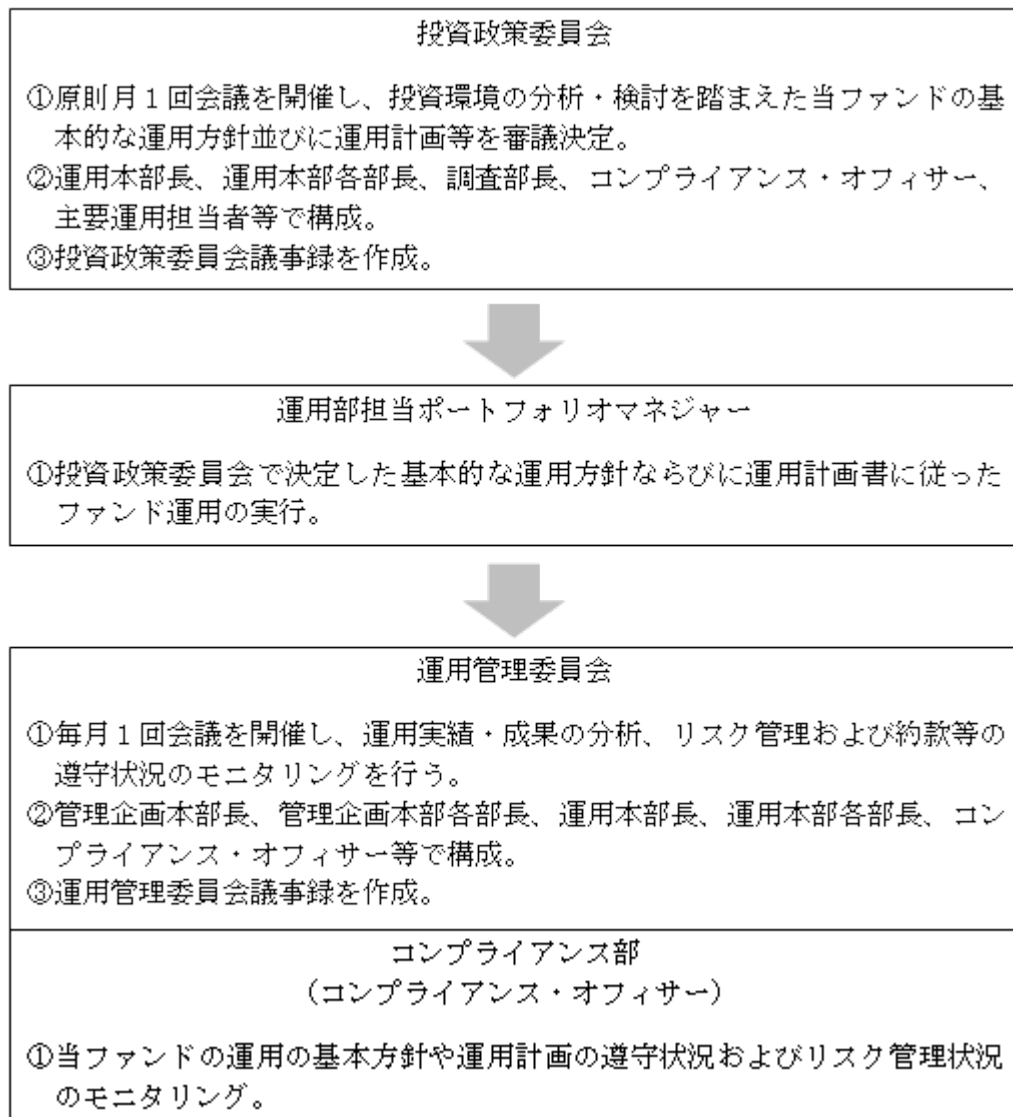 投資政策委員会
①原則月１回会議を開催し、投資環境の分析・検討を踏まえた当ファンドの基
本的な運用方針並びに運用計画等を審議決定。
②運用本部長、運用本部各部長、調査部長、コンプライアンス・オフィサー、
主要運用担当者等で構成。
③投資政策委員会議事録を作成。
運用部担当ポートフォリオマネジャー
①投資政策委員会で決定した基本的な運用方針ならびに運用計画書に従った
ファンド運用の実行。
運用管理委員会
①毎月１回会議を開催し、運用実績・成果の分析、リスク管理および約款等の
遵守状況のモニタリングを行う。
②管理企画本部長、管理企画本部各部長、運用本部長、運用本部各部長、コン
プライアンス・オフィサー等で構成。
③運用管理委員会議事録を作成。
コンプライアンス部
（コンプライアンス・オフィサー）
①当ファンドの運用の基本方針や運用計画の遵守状況およびリスク管理状況
のモニタリング。